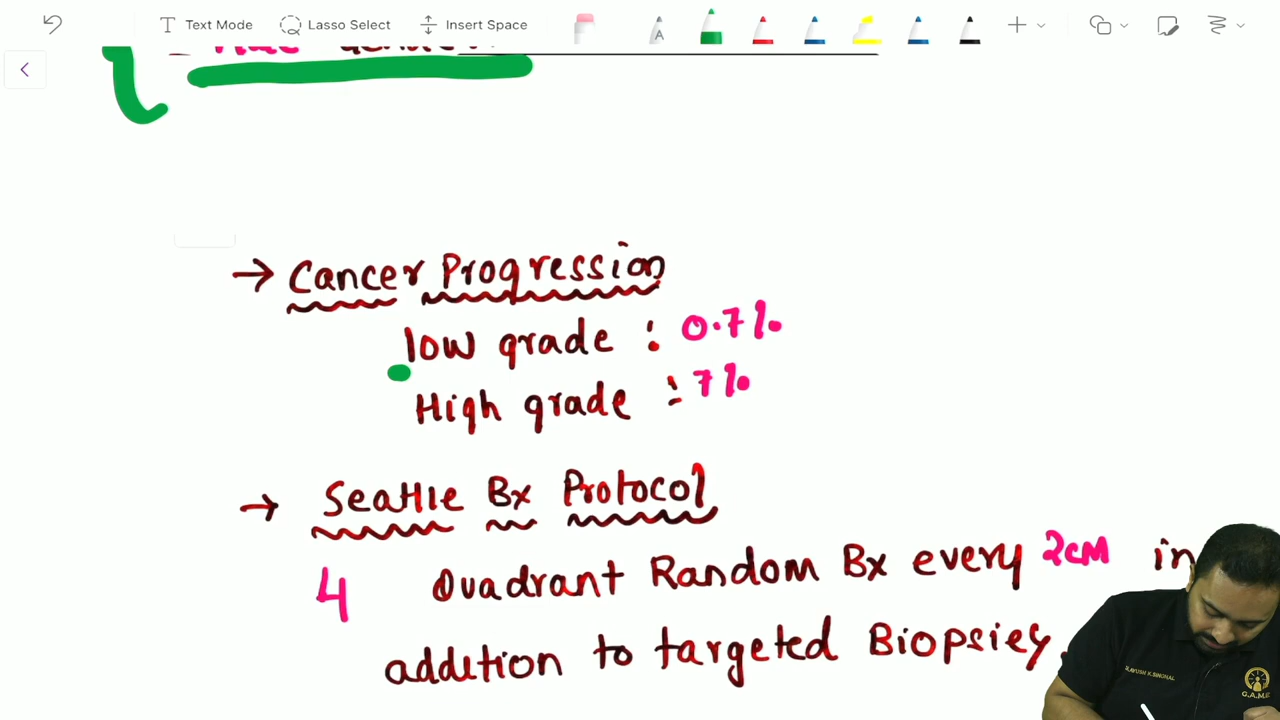 Text Mode Lasso Select Insert Space
→ Cancer Progression
low grade : 0.7%
High grade : 7%
→ Seattle Bx Protocol
4 Quadrant Random Bx every 2cm in
addition to targeted Biopsies.
G.A.M.E